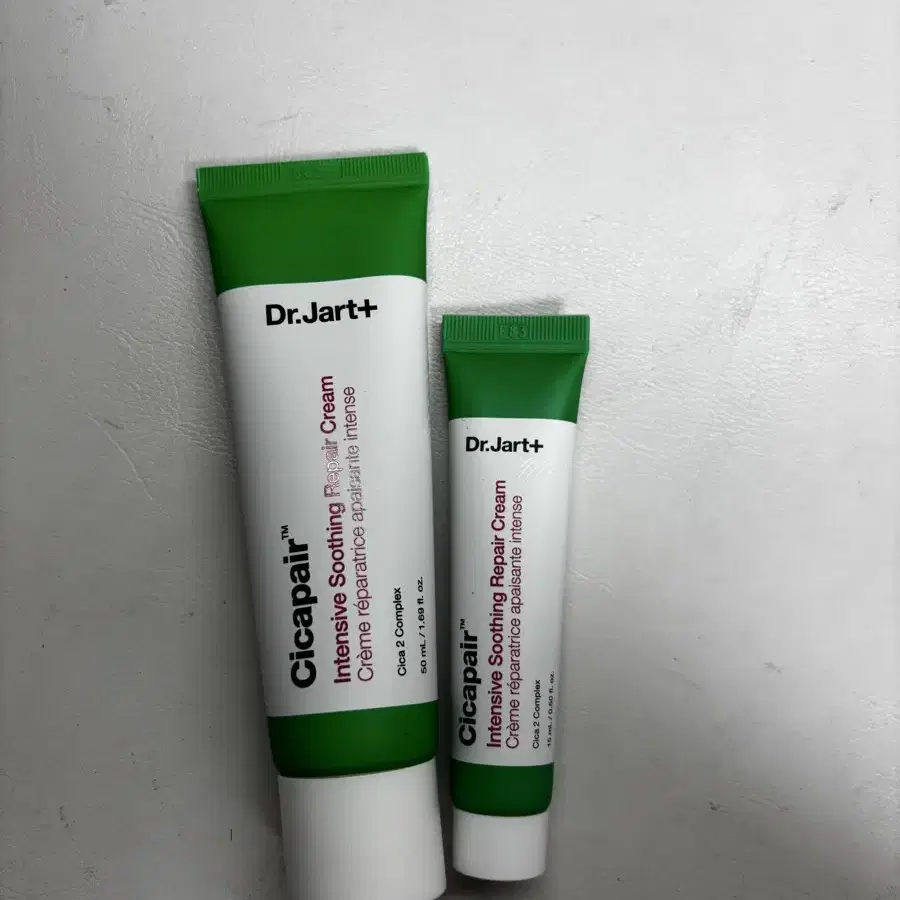 Dr.Jart+
Cicapair™
Intensive Soothing Repair Cream
Crème réparatrice apaisante intense
Cica 2 Complex
50 mL / 1.69 fl. oz.
Dr.Jart+
Cicapair™
Intensive Soothing Repair Cream
Crème réparatrice apaisante intense
Cica 2 Complex
15 mL / 0.50 fl. oz.